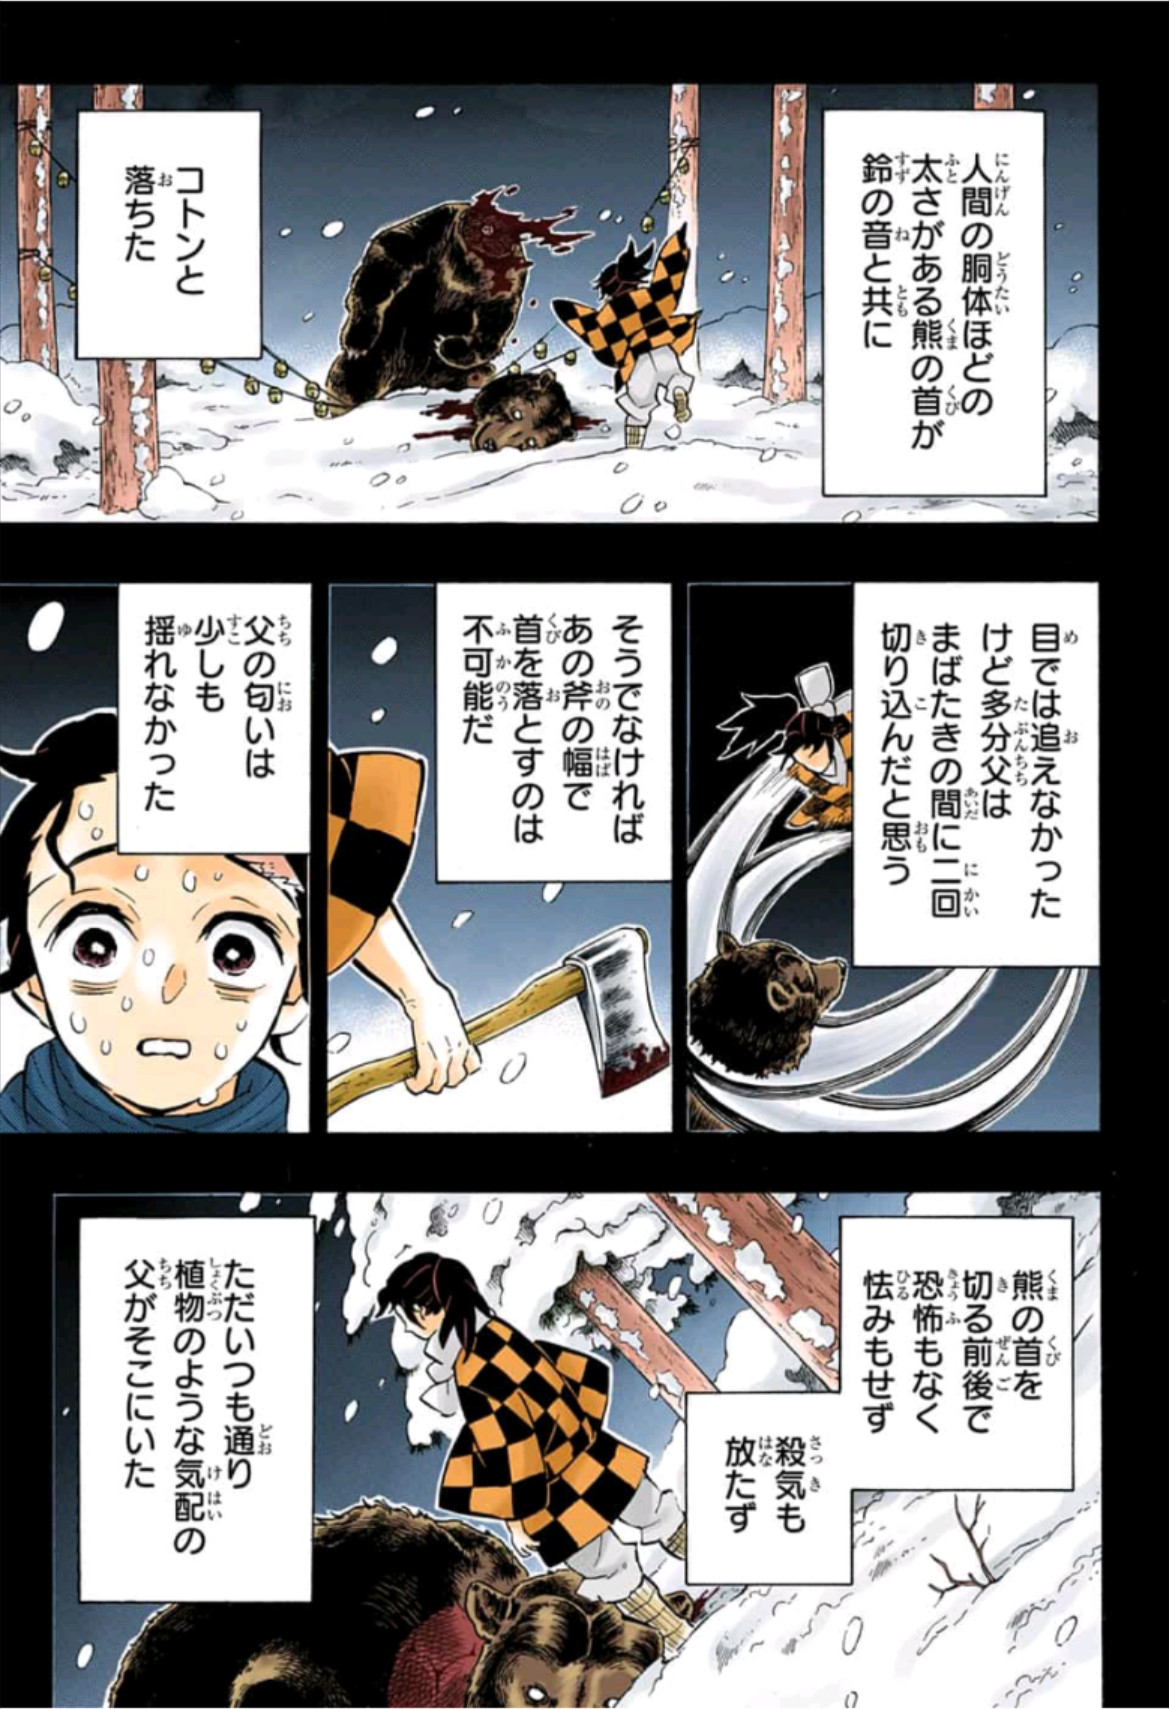 人間の胴体ほどの
太さがある熊の首が
鈴の音と共に
コトンと
落ちた
目では追えなかった
けど多分父は
まばたきの間に二回
切り込んだと思う
そうでなければ
あの斧の幅で
首を落とすのは
不可能だ
父の匂いは
少しも
揺れなかった
熊の首を
切る前後で
恐怖もなく
怯みもせず
殺気も
放たず
ただいつも通り
植物のような気配の
父がそこにいた